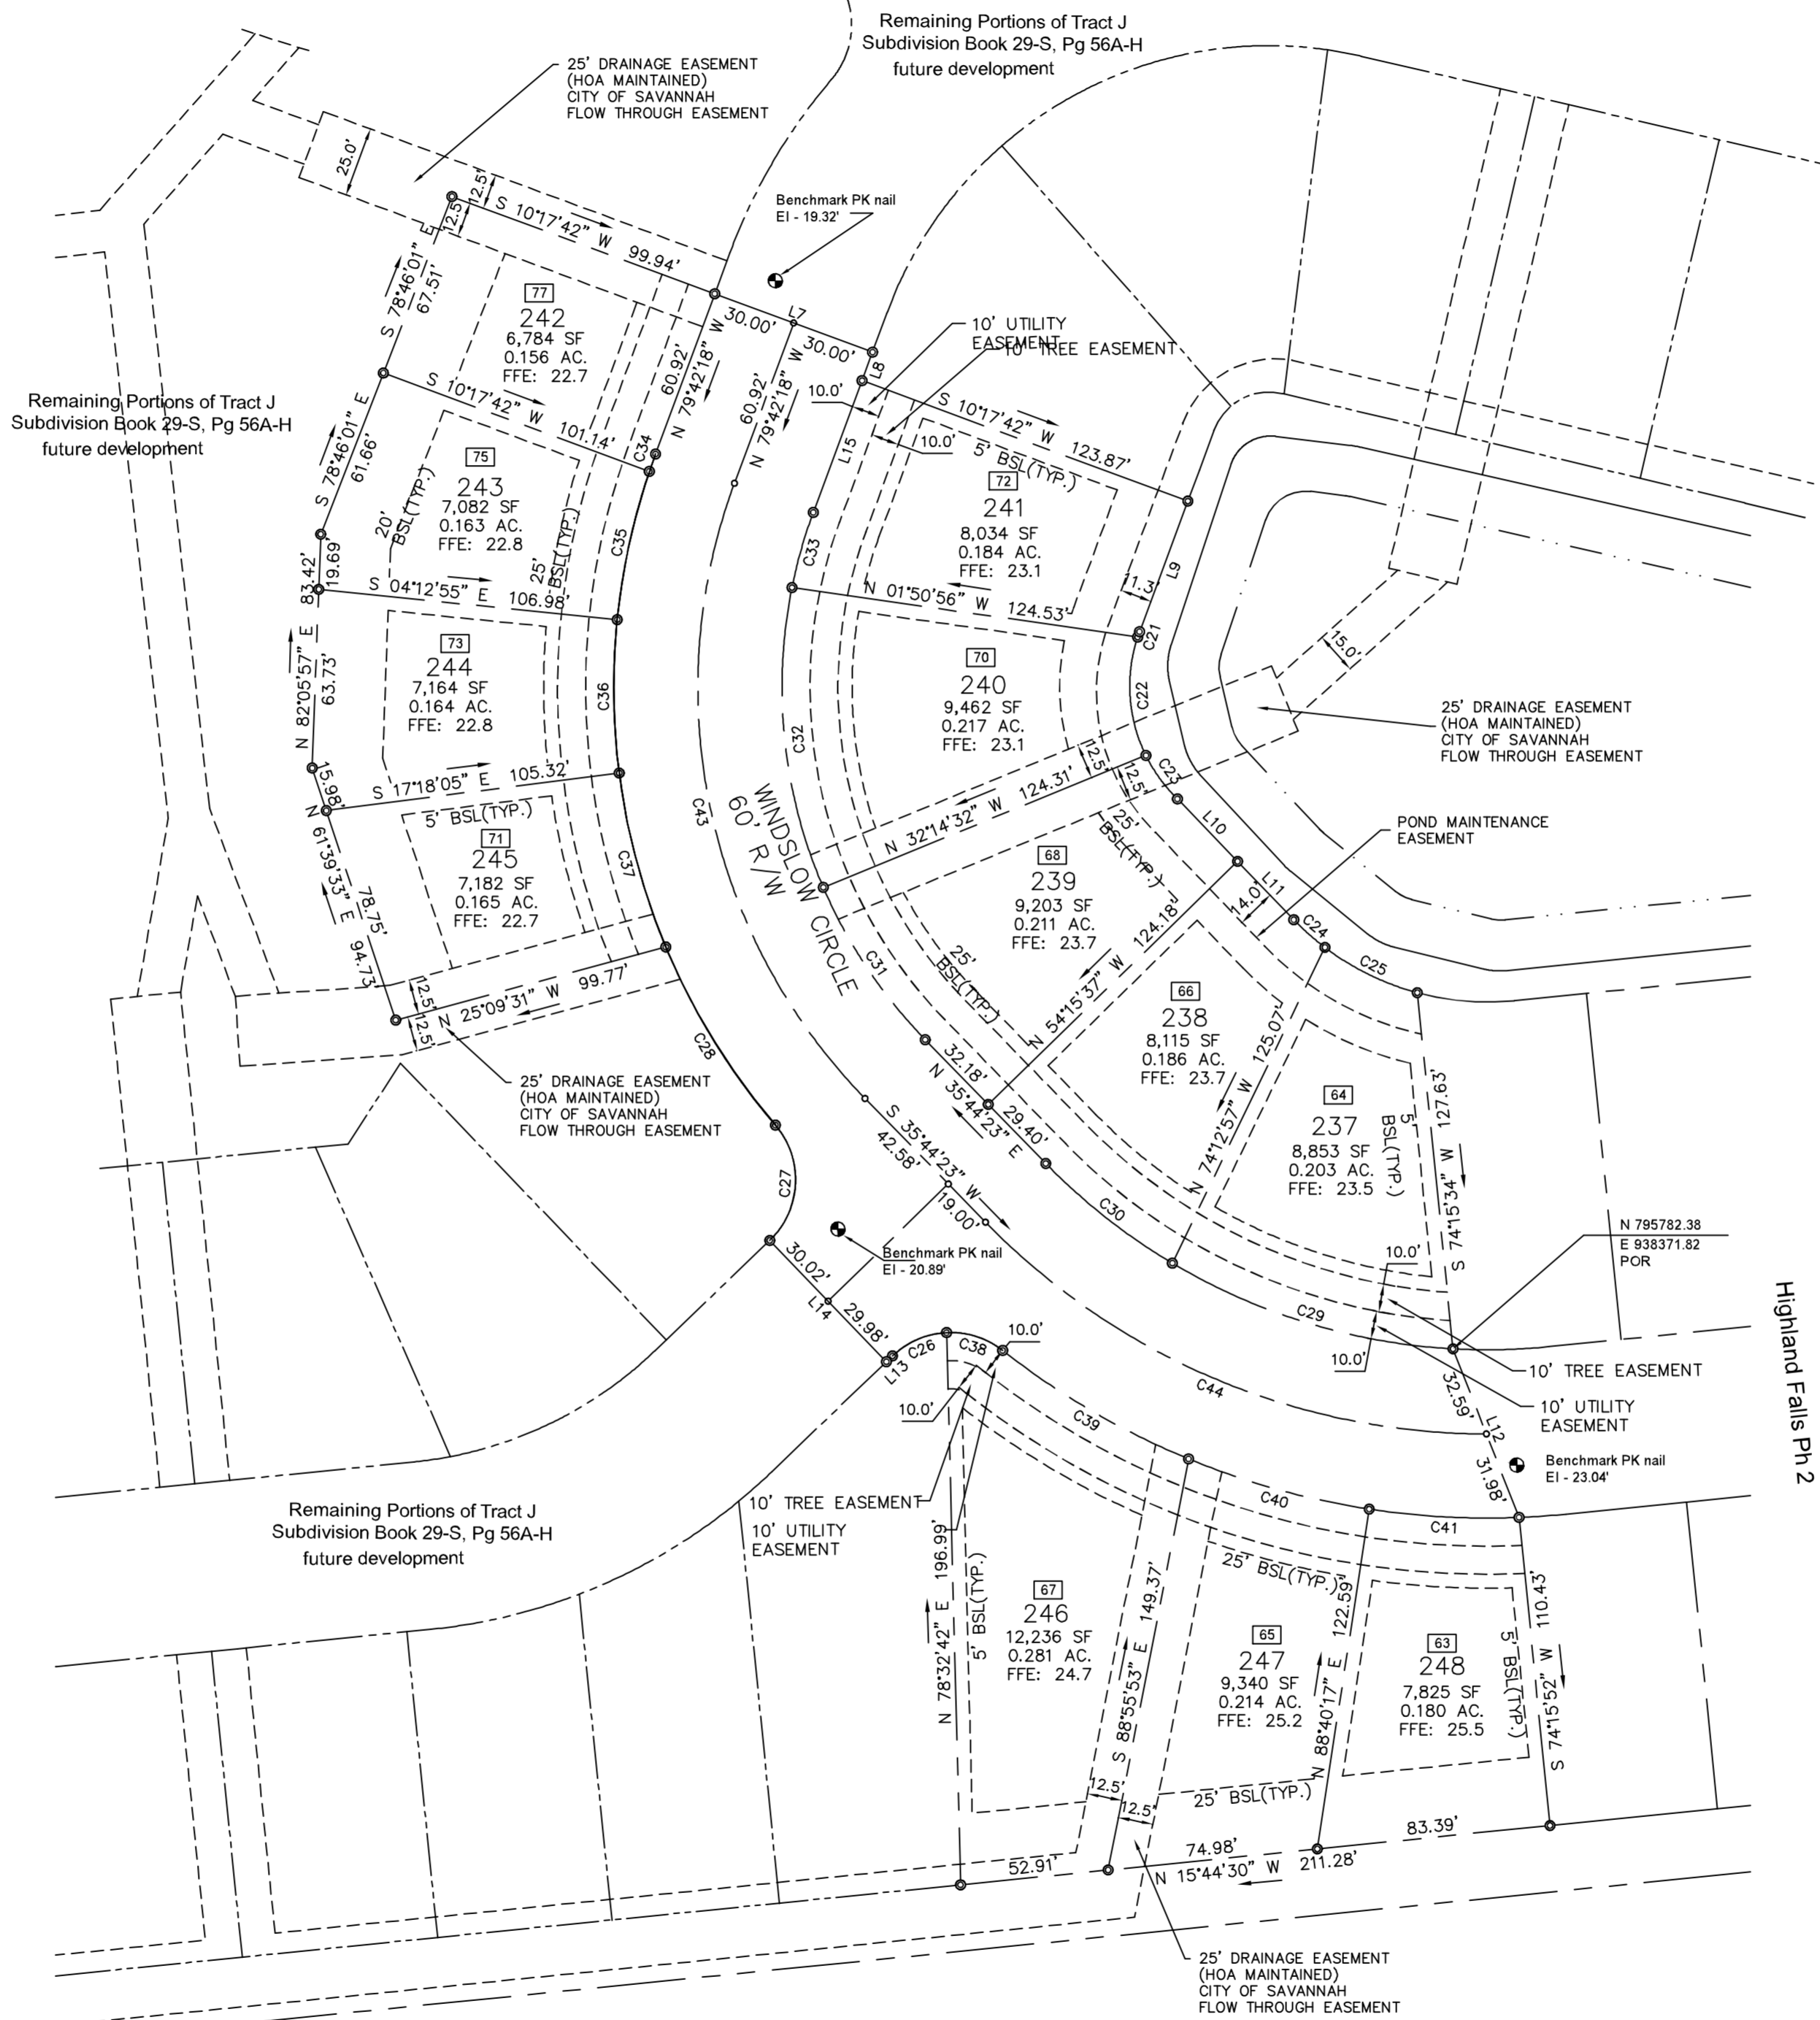 Remaining Portions of Tract J
Subdivision Book 29-S, Pg 56A-H
future development
25' DRAINAGE EASEMENT
(HOA MAINTAINED)
CITY OF SAVANNAH
FLOW THROUGH EASEMENT
25.0'
12.5'
12.5'
S 10°17'42" W
99.94'
Benchmark PK nail
El - 19.32'
S 78°46'01" E
67.51'
77
242
6,784 SF
0.156 AC.
FFE: 22.7
30.00'
L7
30.00'
L8
60.92'
N 79°42'18" W
60.92'
N 79°42'18" W
10' UTILITY
EASEMENT
10' TREE EASEMENT
10.0'
10.0'
L15
S 10°17'42" W
123.87'
5' BSL(TYP.)
Remaining Portions of Tract J
Subdivision Book 29-S, Pg 56A-H
future development
S 10°17'42" W
101.14'
C34
S 78°46'01" E
61.66'
20'
BSL(TYP.)
75
243
7,082 SF
0.163 AC.
FFE: 22.8
25'
BSL(TYP.)
C35
C33
72
241
8,034 SF
0.184 AC.
FFE: 23.1
11.3'
L9
C21
83.42'
19.69'
S 04°12'55" E
106.98'
N 01°50'56" W
124.53'
N 82°05'57" E
63.73'
73
244
7,164 SF
0.164 AC.
FFE: 22.8
C36
C32
70
240
9,462 SF
0.217 AC.
FFE: 23.1
C22
15.0'
25' DRAINAGE EASEMENT
(HOA MAINTAINED)
CITY OF SAVANNAH
FLOW THROUGH EASEMENT
15.98'
S 17°18'05" E
105.32'
5' BSL(TYP.)
N 61°39'33" E
94.73'
78.75'
71
245
7,182 SF
0.165 AC.
FFE: 22.7
C37
C43
WINDSLOW CIRCLE
60' R/W
N 32°14'32" W
124.31'
12.5'
12.5'
C23
L10
25'
BSL(TYP.)
POND MAINTENANCE
EASEMENT
68
239
9,203 SF
0.211 AC.
FFE: 23.7
L11
14.0'
C24
C25
C31
25'
BSL(TYP.)
N 54°15'37" W
124.18'
12.5'
12.5'
N 25°09'31" W
99.77'
C28
25' DRAINAGE EASEMENT
(HOA MAINTAINED)
CITY OF SAVANNAH
FLOW THROUGH EASEMENT
66
238
8,115 SF
0.186 AC.
FFE: 23.7
32.18'
N 35°44'23" E
29.40'
N 74°12'57" W
125.07'
64
237
8,853 SF
0.203 AC.
FFE: 23.5
5'
BSL(TYP.)
S 74°15'34" W
127.63'
S 35°44'23" W
42.58'
19.00'
C27
C30
C29
N 795782.38
E 938371.82
POR
Benchmark PK nail
El - 20.89'
30.02'
L14
29.98'
L13
C26
C38
10.0'
10.0'
10.0'
10.0'
10' TREE EASEMENT
10' UTILITY
EASEMENT
Highland Falls Ph 2
32.59'
L12
31.98'
Benchmark PK nail
El - 23.04'
C44
C39
C40
C41
10' TREE EASEMENT
10' UTILITY
EASEMENT
Remaining Portions of Tract J
Subdivision Book 29-S, Pg 56A-H
future development
N 78°32'42" E
196.99'
5' BSL(TYP.)
67
246
12,236 SF
0.281 AC.
FFE: 24.7
S 88°55'53" E
149.37'
25' BSL(TYP.)
65
247
9,340 SF
0.214 AC.
FFE: 25.2
N 88°40'17" E
122.59'
63
248
7,825 SF
0.180 AC.
FFE: 25.5
5' BSL(TYP.)
S 74°15'52" W
110.43'
12.5'
12.5'
25' BSL(TYP.)
52.91'
74.98'
83.39'
N 15°44'30" W
211.28'
25' DRAINAGE EASEMENT
(HOA MAINTAINED)
CITY OF SAVANNAH
FLOW THROUGH EASEMENT